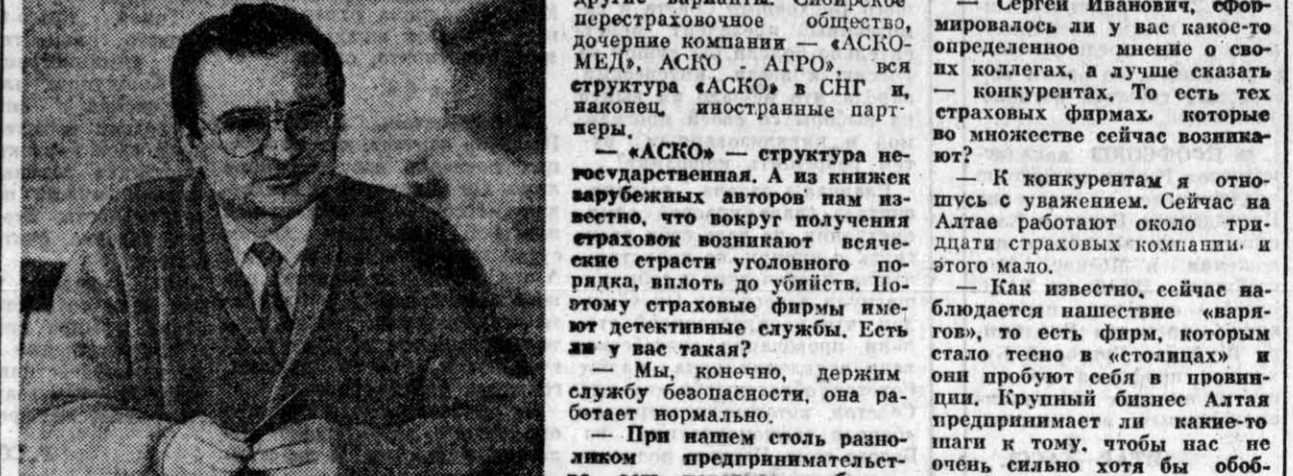 другие варианты. Сибирское
перестраховочное общество,
дочерние компании — «АСКО-
МЕД», АСКО - АГРО», вся
структура «АСКО» в СНГ и,
наконец, иностранные парт-
неры.
— «АСКО» — структура не-
государственная. А из книжек
зарубежных авторов нам из-
вестно, что вокруг получения
страховок возникают всяче-
ские страсти уголовного по-
рядка, вплоть до убийств. По-
этому страховые фирмы име-
ют детективные службы. Есть
ли у вас такая?
Мы, конечно, держим
службу безопасности, она ра-
ботает нормально.
— При нашем столь разно-
ликом предпринимательст-
— Сергей Иванович, сфор-
мировалось ли у вас какое-то
определенное мнение о сво-
их коллегах, а лучше сказать
— конкурентах. То есть тех
страховых фирмах, которые
во множестве сейчас возника-
ют?
— К конкурентам я отно-
шусь с уважением. Сейчас на
Алтае работают около три-
дцати страховых компании и
этого мало.
— Как известно, сейчас на-
блюдается нашествие «варя-
гов», то есть фирм, которым
стало тесно в «столицах» и
они пробуют себя в провин-
ции. Крупный бизнес Алтая
предпринимает ли какие-то
шаги к тому, чтобы нас не
очень сильно хотя бы обоб-